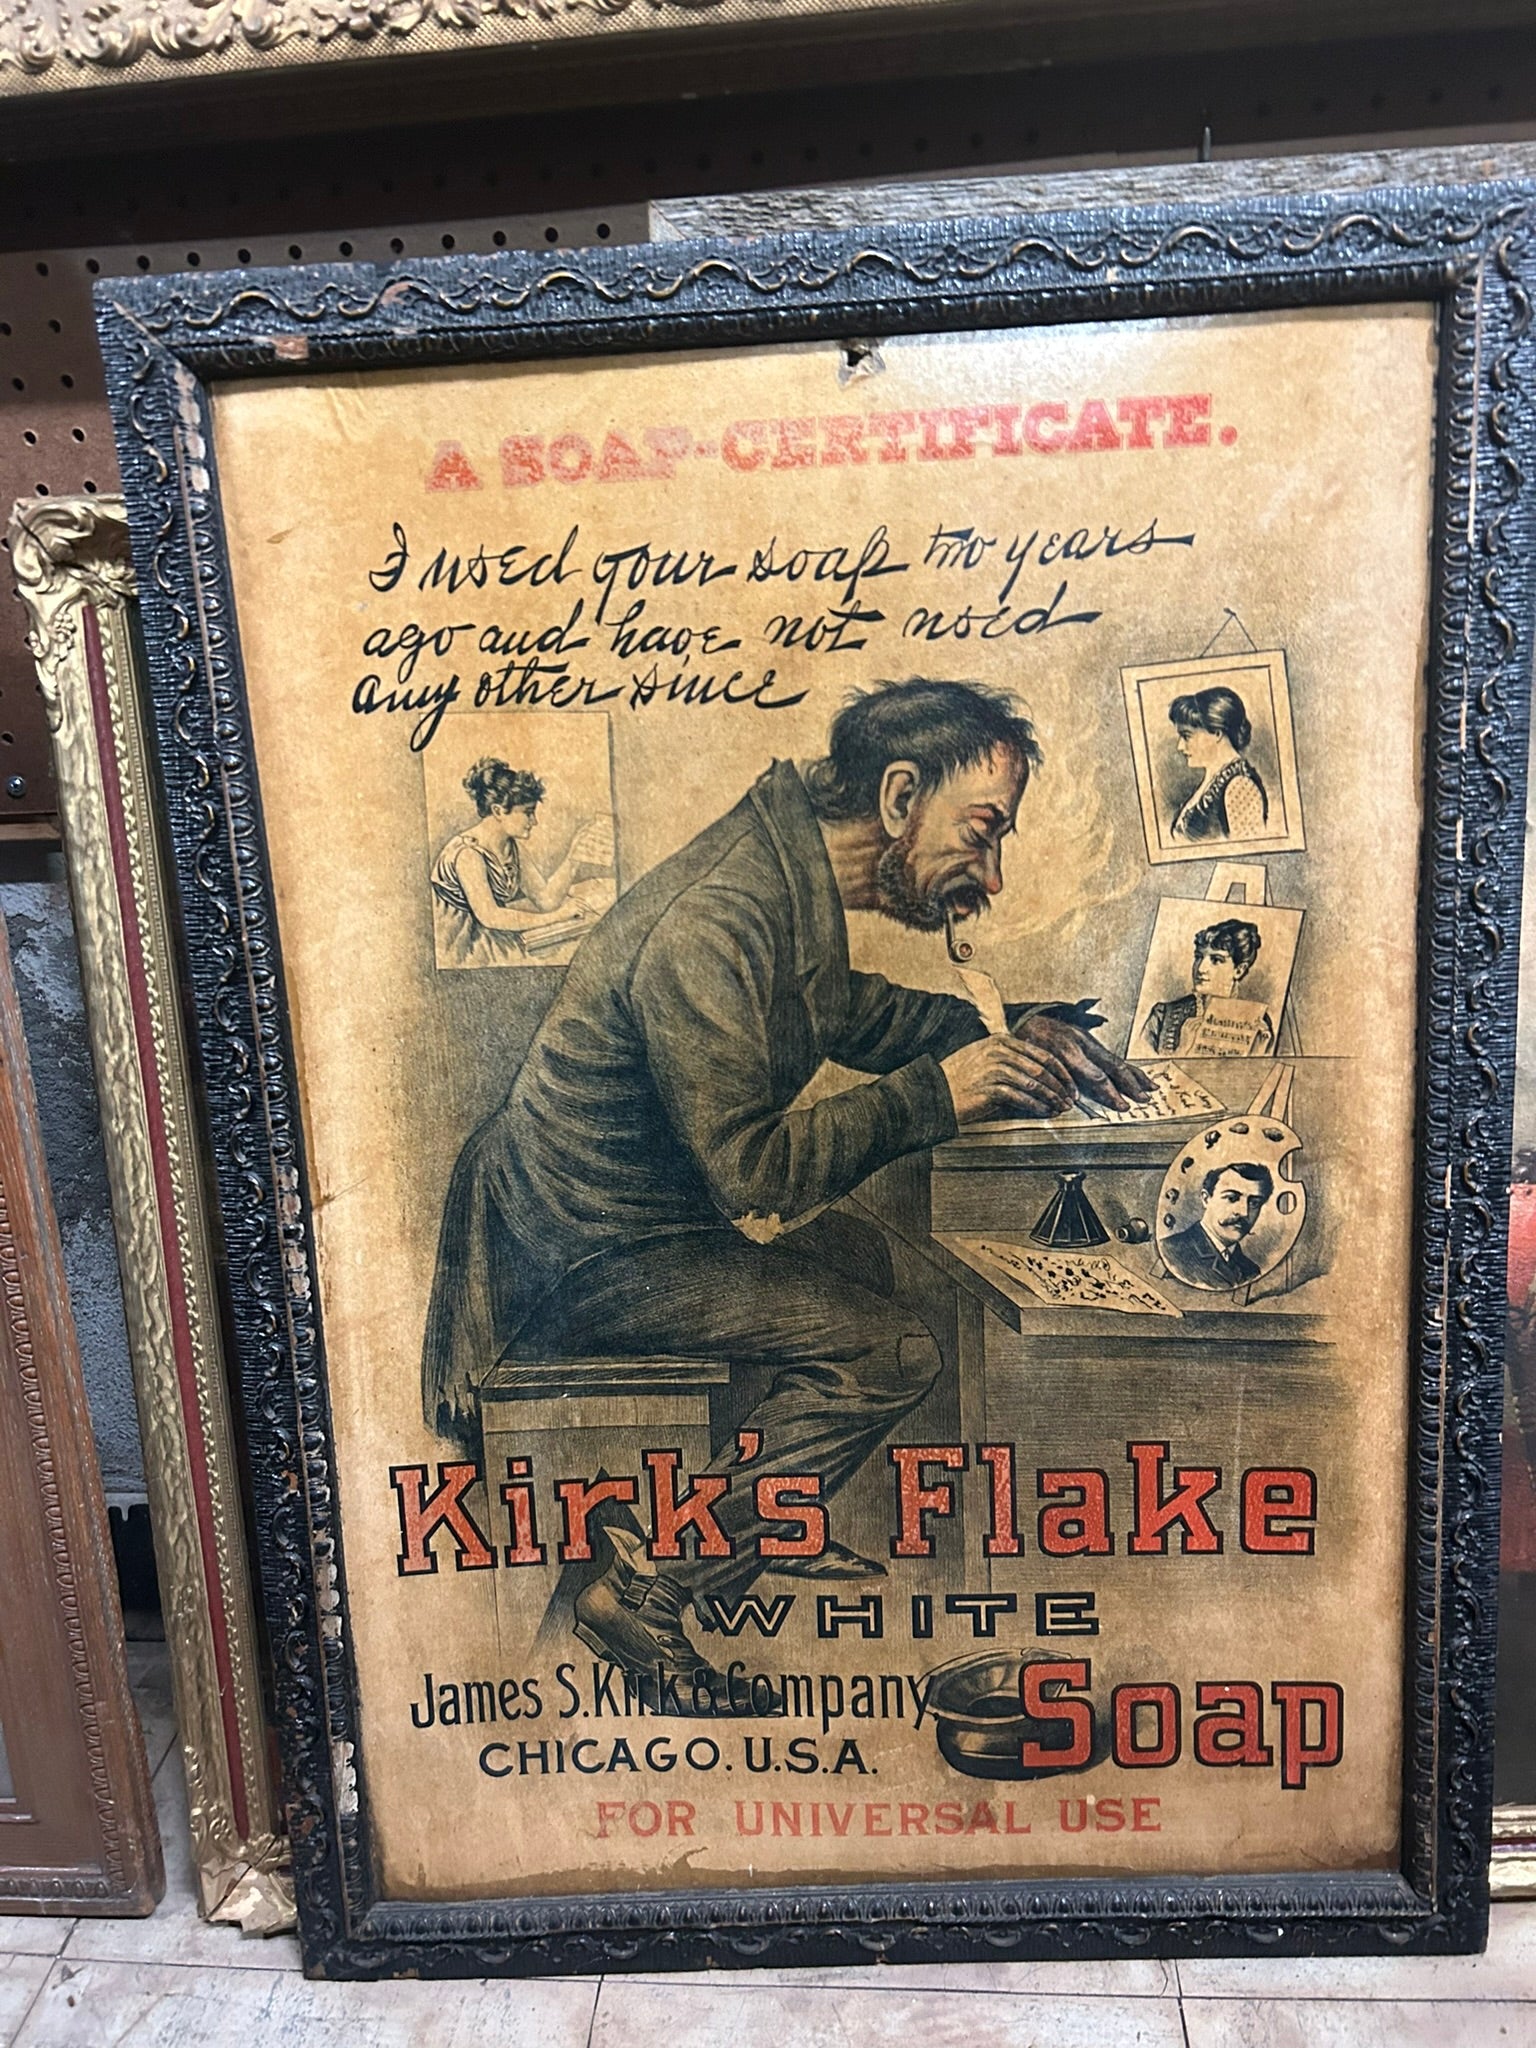 A SOAP-CERTIFICATE.
I used your soap two years
ago and have not used
any other since
Kirk's Flake
WHITE
Soap
James S. Kirk & Company,
CHICAGO. U.S.A.
FOR UNIVERSAL USE